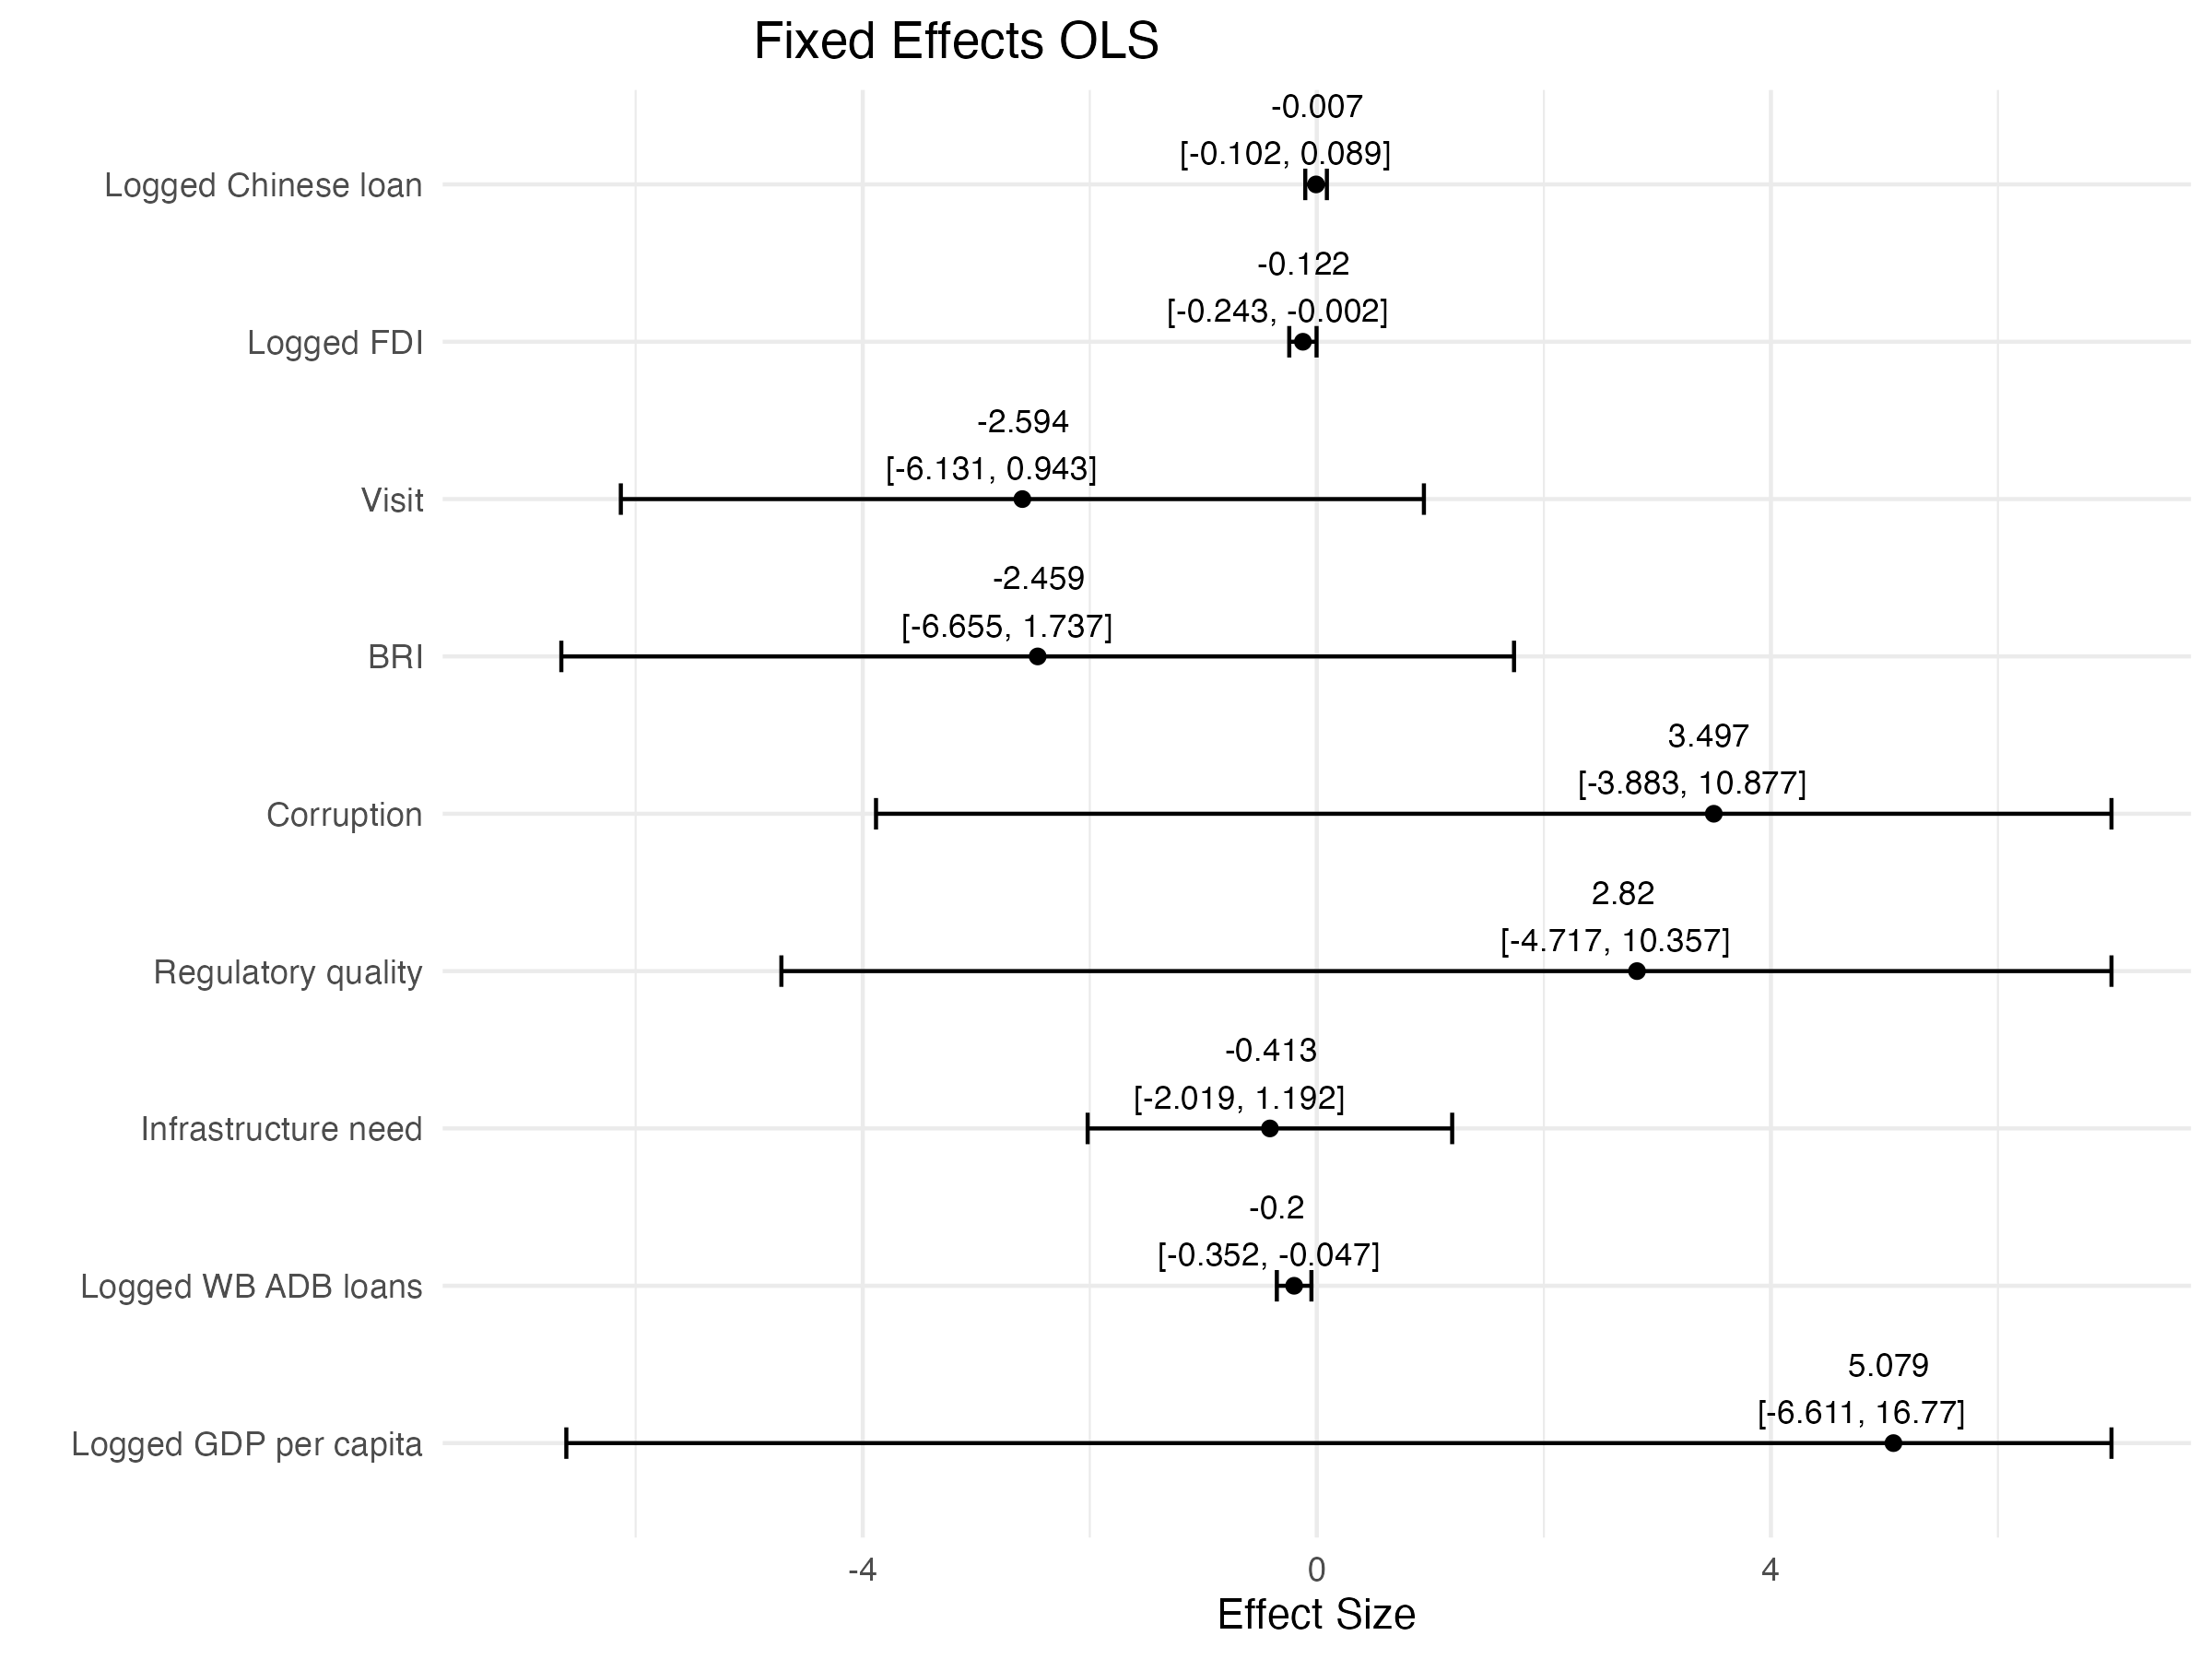 Fixed Effects OLS
-0.007
[-0.102, 0.089]
Logged Chinese loan
-0.122
[-0.243, -0.002]
Logged FDI
-2.594
[-6.131, 0.943]
Visit
-2.459
[-6.655, 1.737]
BRI
3.497
[-3.883, 10.877]
Corruption
2.82
[-4.717, 10.357]
Regulatory quality
-0.413
[-2.019, 1.192]
Infrastructure need
-0.2
[-0.352, -0.047]
Logged WB ADB loans
5.079
[-6.611, 16.77]
Logged GDP per capita
-4 0 4
Effect Size